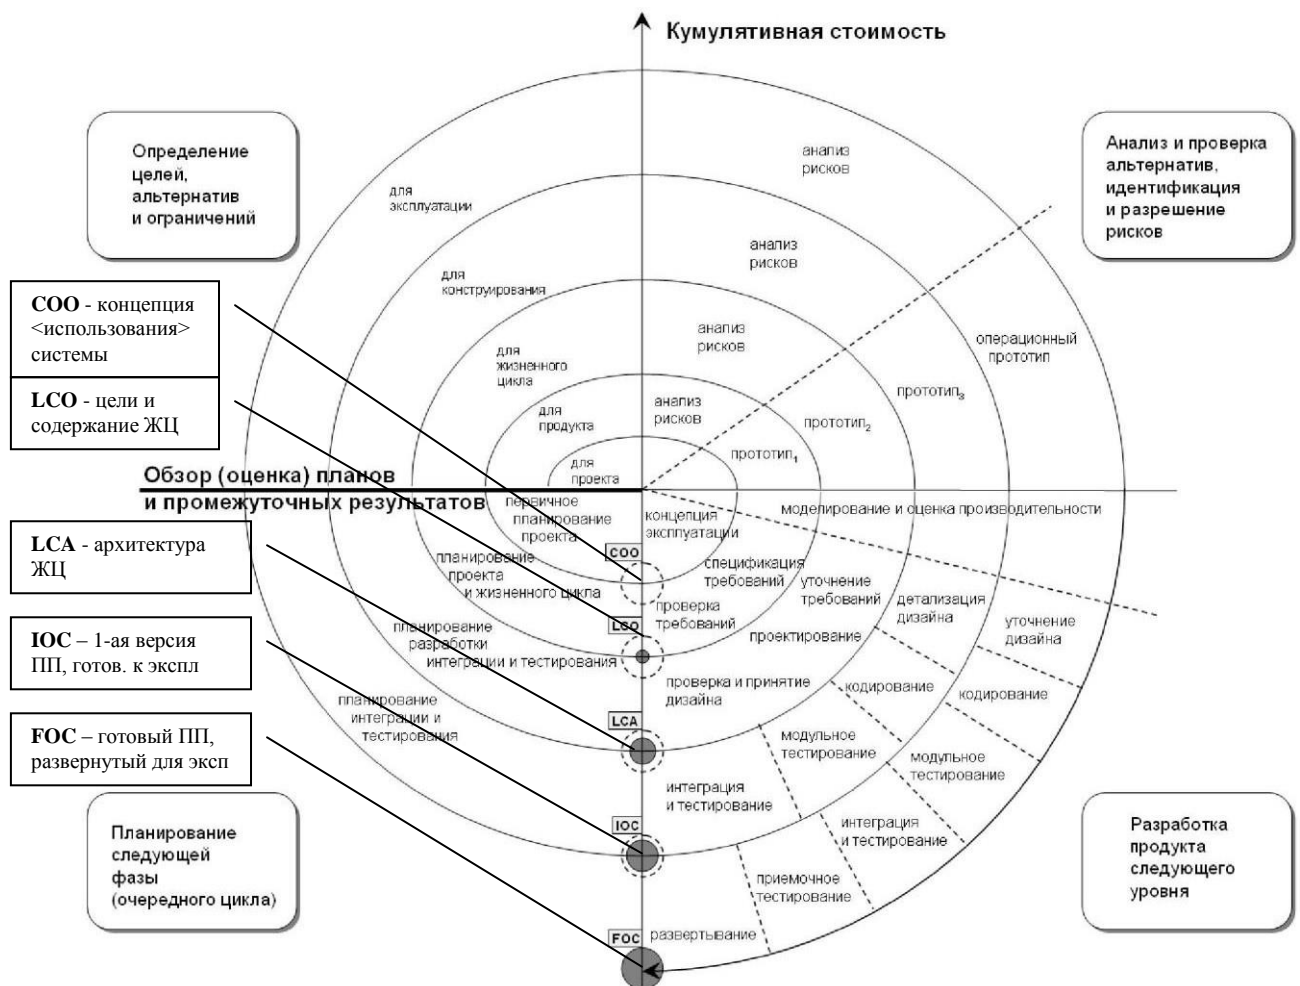 Кумулятивная стоимость
Определение
целей,
альтернатив
и ограничений
Анализ и проверка
альтернатив,
идентификация
и разрешение
рисков
COO - концепция
<использования>
системы
LCO - цели и
содержание ЖЦ
LCA - архитектура
ЖЦ
IOC – 1-ая версия
ПП, готов. к экспл
FOC – готовый ПП,
развернутый для эксп
Планирование
следующей
фазы
(очередного цикла)
Разработка
продукта
следующего
уровня
Обзор (оценка) планов
и промежуточных результатов
для
эксплуатации
для
конструирования
для
жизненного
цикла
для
продукта
для
проекта
анализ
рисков
анализ
рисков
анализ
рисков
анализ
рисков
операционный
прототип
прототип3
прототип2
прототип1
моделирование и оценка производительности
первичное
планирование
проекта
планирование
проекта
и жизненного цикла
планирование
разработки
интеграции и тестирования
планирование
интеграции и
тестирования
COO
LCO
LCA
IOC
FOC
концепция
эксплуатации
спецификация
требований
проверка
требований
уточнение
требований
проектирование
проверка и принятие
дизайна
детализация
дизайна
кодирование
модульное
тестирование
интеграция
и тестирование
уточнение
дизайна
кодирование
модульное
тестирование
интеграция
и тестирование
приемочное
тестирование
развертывание